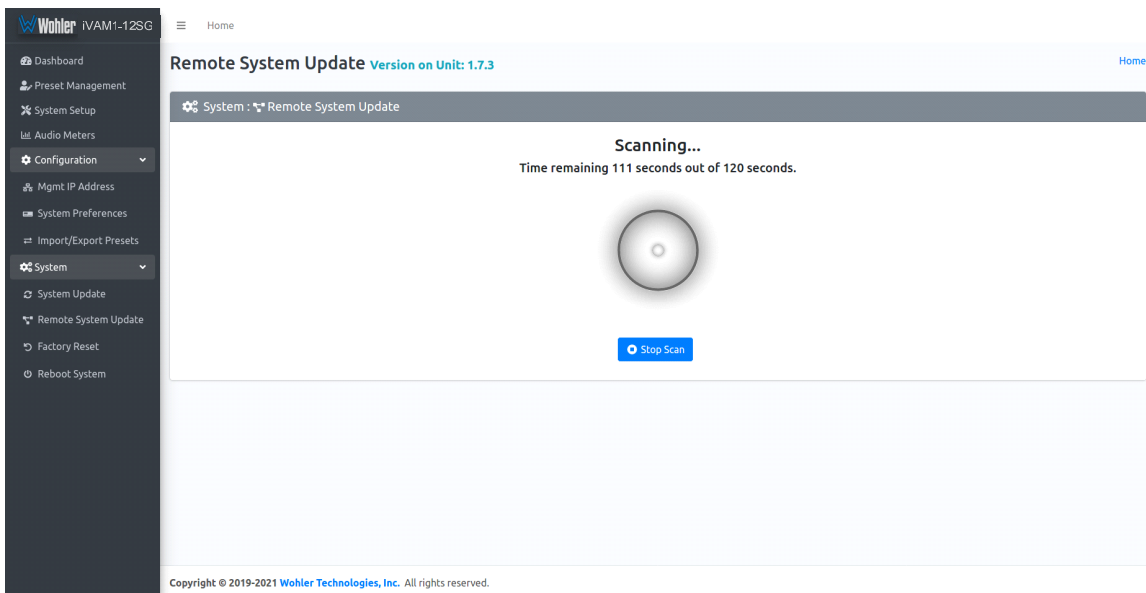 Wohler iVAM1-12SG
Home
Dashboard
Preset Management
System Setup
Audio Meters
Configuration
Mgmt IP Address
System Preferences
Import/Export Presets
System
System Update
Remote System Update
Factory Reset
Reboot System
Remote System Update Version on Unit: 1.7.3
Home
System : Remote System Update
Scanning...
Time remaining 111 seconds out of 120 seconds.
Stop Scan
Copyright © 2019-2021 Wohler Technologies, Inc. All rights reserved.